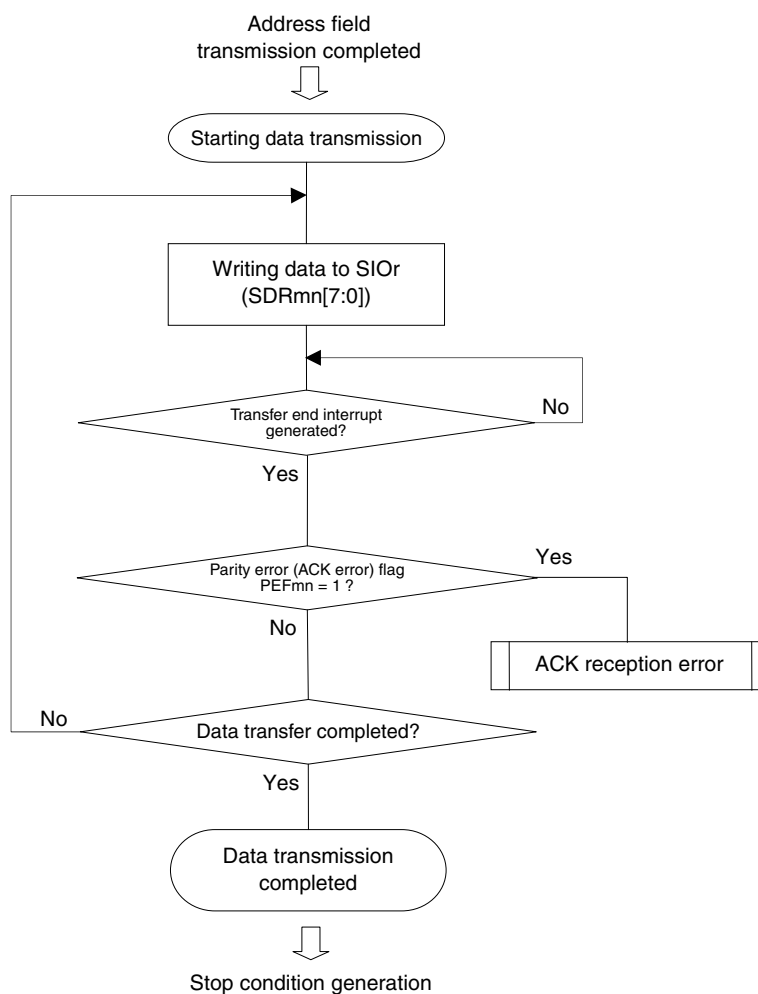 Address field
transmission completed
Starting data transmission
Writing data to SIOr
(SDRmn[7:0])
Transfer end interrupt
generated?
No
Yes
Parity error (ACK error) flag
PEFmn = 1 ?
Yes
No
ACK reception error
No
Data transfer completed?
Yes
Data transmission
completed
Stop condition generation